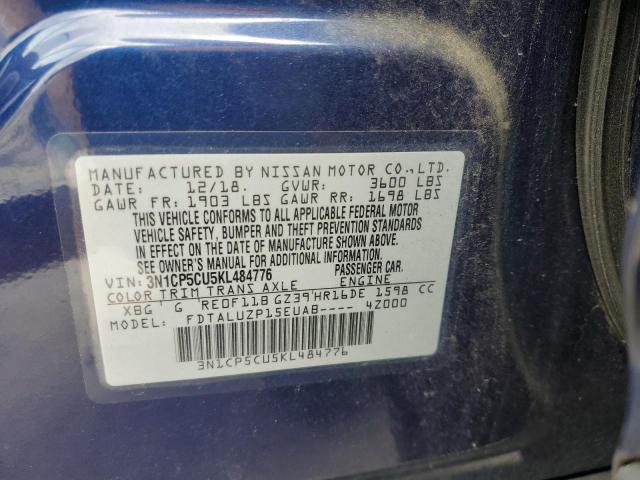 MANUFACTURED BY NISSAN MOTOR CO., LTD.
DATE: 12/18. GVWR: 3600 LBS
GAWR FR: 1903 LBS GAWR RR: 1698 LBS
THIS VEHICLE CONFORMS TO ALL APPLICABLE FEDERAL MOTOR
VEHICLE SAFETY, BUMPER AND THEFT PREVENTION STANDARDS
IN EFFECT ON THE DATE OF MANUFACTURE SHOWN ABOVE.
SEE OWNER'S MANUAL FOR ADDITIONAL INFORMATION.
VIN: 3N1CP5CU5KL484776 PASSENGER CAR.
COLOR TRIM TRANS AXLE ENGINE
XBG G RE0F11B GZ39 HR16DE 1598 CC
MODEL: FDTALUZP15EUAB---- 4Z000
3N1CP5CU5KL484776